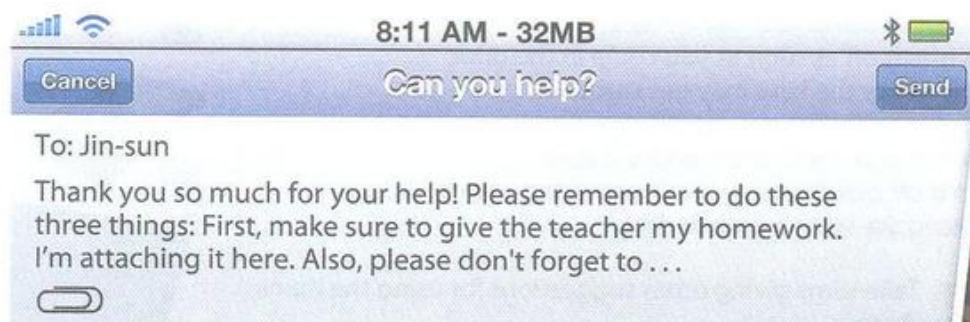 8:11 AM - 32MB
Cancel
Can you help?
Send
To: Jin-sun
Thank you so much for your help! Please remember to do these
three things: First, make sure to give the teacher my homework.
I'm attaching it here. Also, please don't forget to . . .